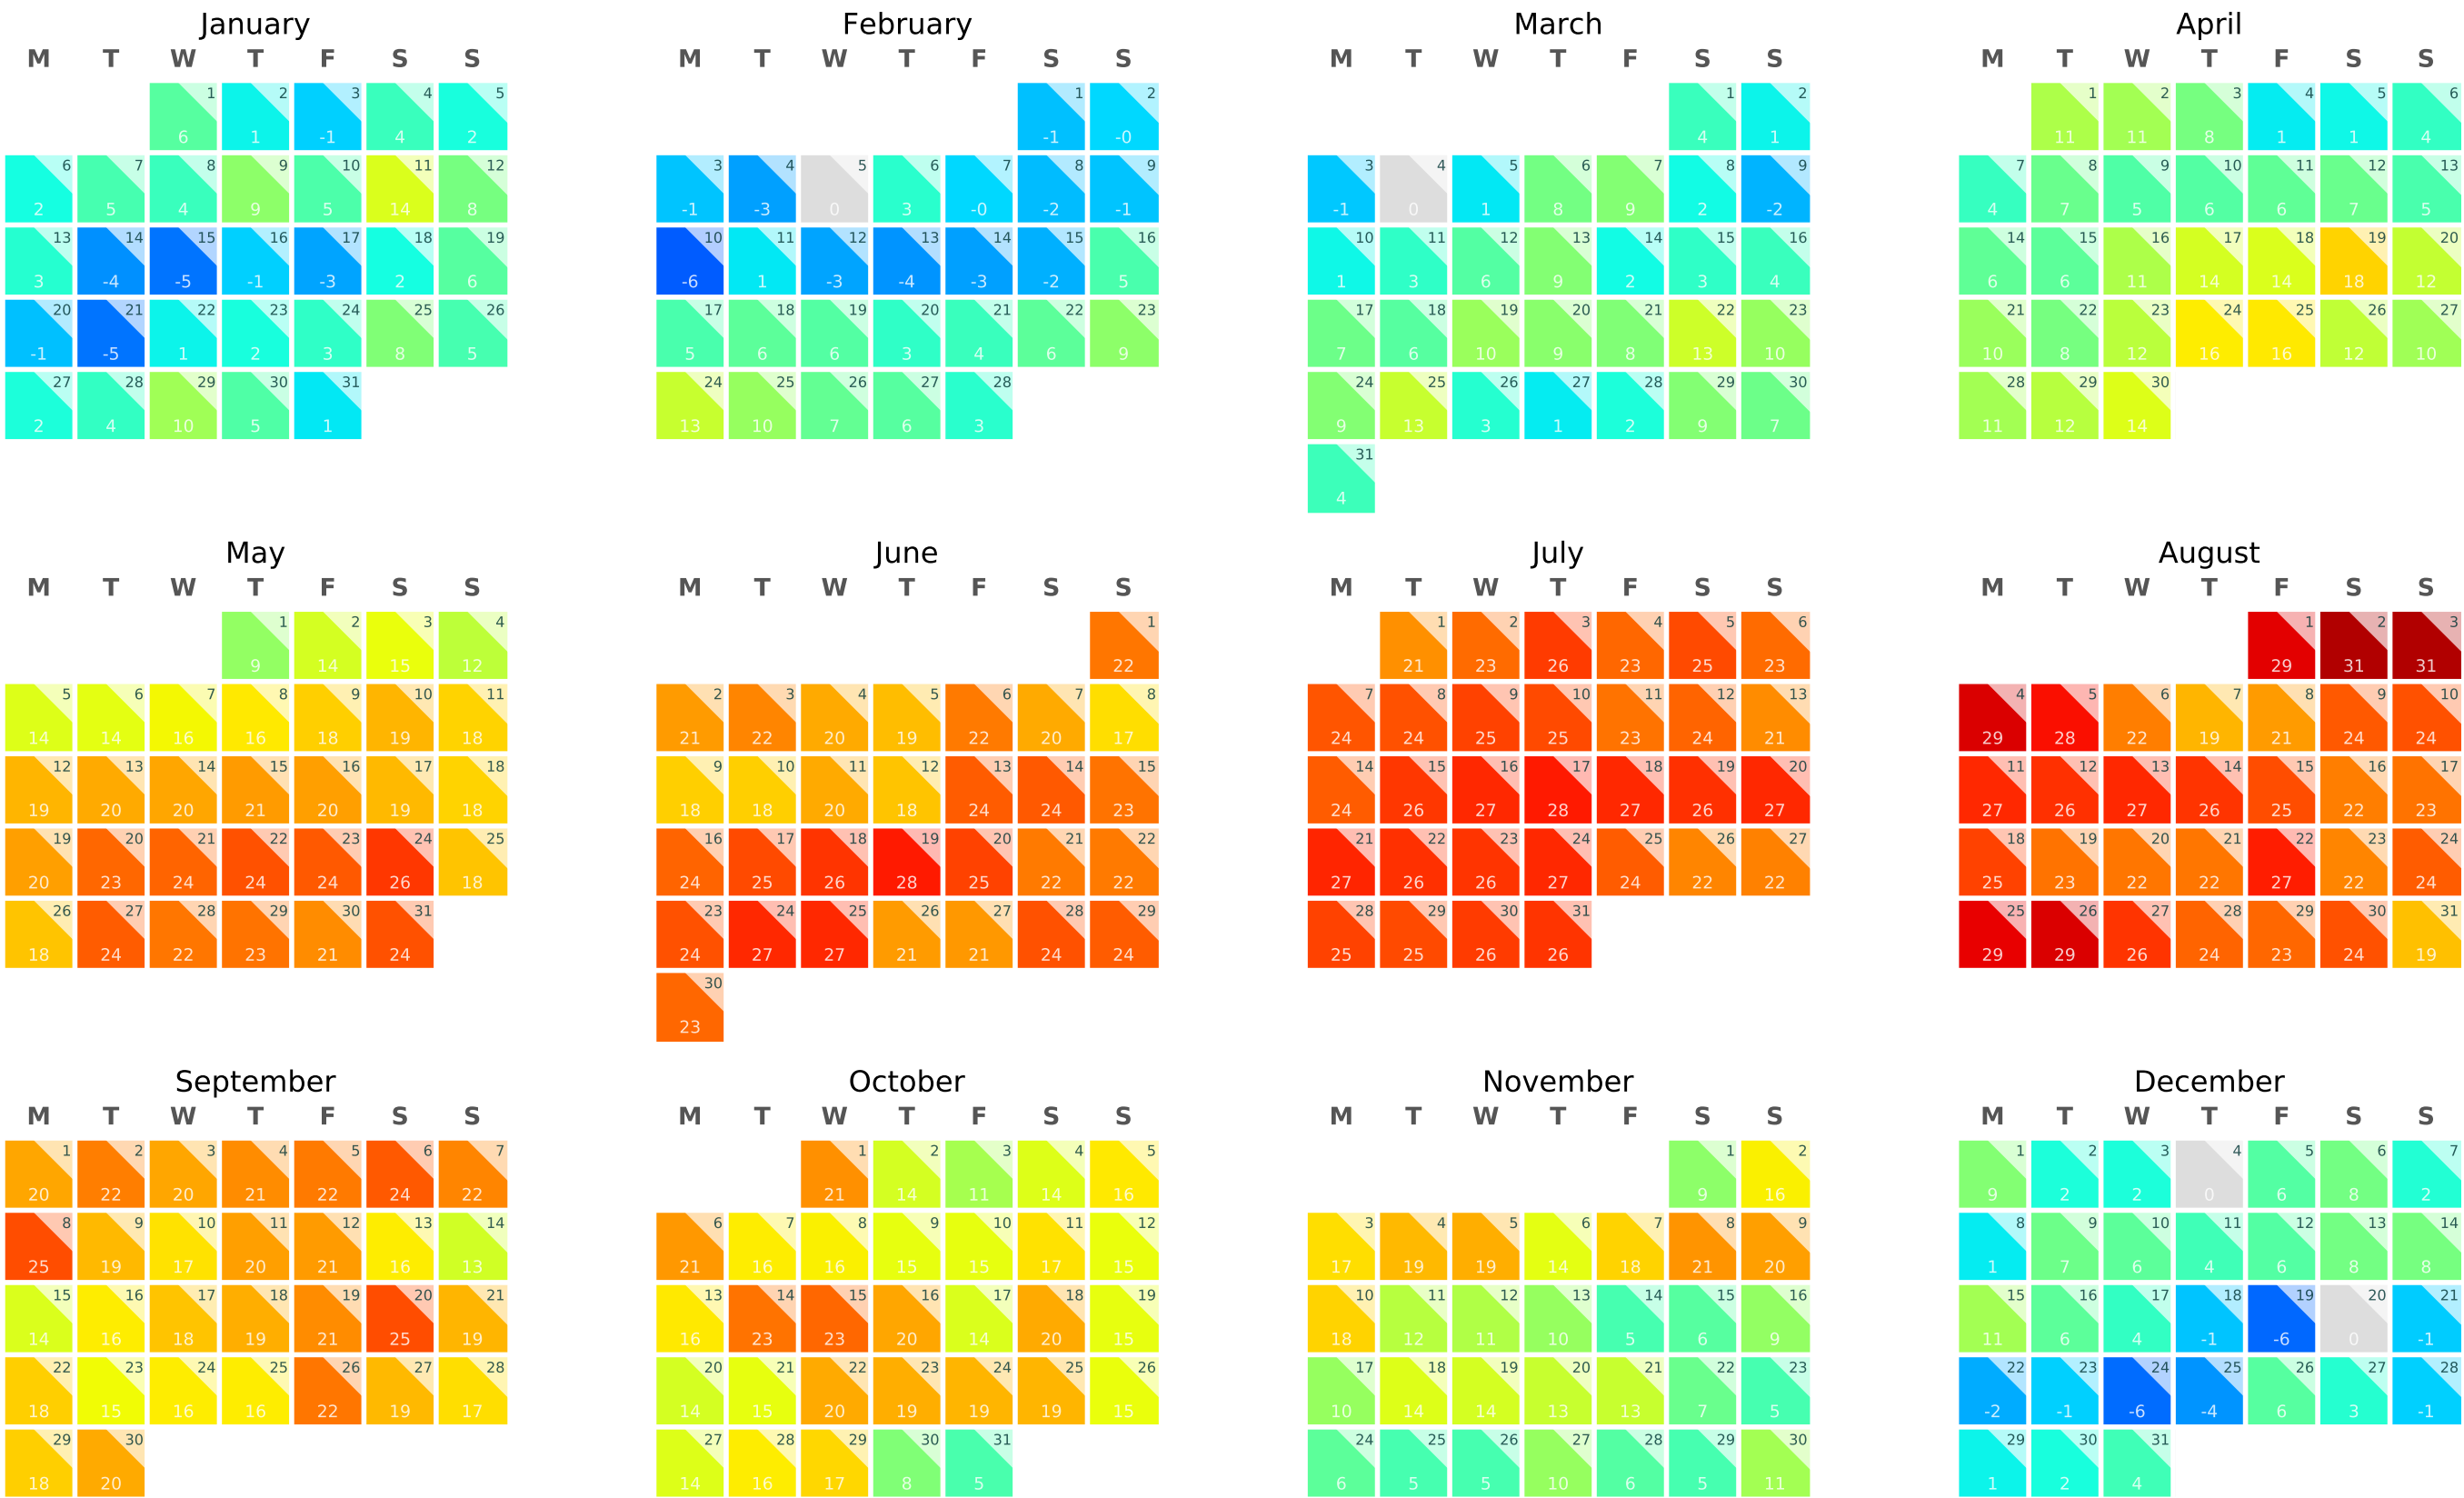 January February March April
M T W T F S S M T W T F S S M T W T F S S M T W T F S S
1 2 3 4 5 1 2 1 2 1 2 3 4 5 6
6 1 -1 4 2 -1 -0 4 1 11 11 8 1 1 4
6 7 8 9 10 11 12 3 4 5 6 7 8 9 3 4 5 6 7 8 9 7 8 9 10 11 12 13
2 5 4 9 5 14 8 -1 -3 0 3 -0 -2 -1 -1 0 1 8 9 2 -2 4 7 5 6 6 7 5
13 14 15 16 17 18 19 10 11 12 13 14 15 16 10 11 12 13 14 15 16 14 15 16 17 18 19 20
3 -4 -5 -1 -3 2 6 -6 1 -3 -4 -3 -2 5 1 3 6 9 2 3 4 6 6 11 14 14 18 12
20 21 22 23 24 25 26 17 18 19 20 21 22 23 17 18 19 20 21 22 23 21 22 23 24 25 26 27
-1 -5 1 2 3 8 5 5 6 6 3 4 6 9 7 6 10 9 8 13 10 10 8 12 16 16 12 10
27 28 29 30 31 24 25 26 27 28 24 25 26 27 28 29 30 28 29 30
2 4 10 5 1 13 10 7 6 3 9 13 3 1 2 9 7 11 12 14
31
4
May June July August
M T W T F S S M T W T F S S M T W T F S S M T W T F S S
1 2 3 4 1 1 2 3 4 5 6 1 2 3
9 14 15 12 22 21 23 26 23 25 23 29 31 31
5 6 7 8 9 10 11 2 3 4 5 6 7 8 7 8 9 10 11 12 13 4 5 6 7 8 9 10
14 14 16 16 18 19 18 21 22 20 19 22 20 17 24 24 25 25 23 24 21 29 28 22 19 21 24 24
12 13 14 15 16 17 18 9 10 11 12 13 14 15 14 15 16 17 18 19 20 11 12 13 14 15 16 17
19 20 20 21 20 19 18 18 18 20 18 24 24 23 24 26 27 28 27 26 27 27 26 27 26 25 22 23
19 20 21 22 23 24 25 16 17 18 19 20 21 22 21 22 23 24 25 26 27 18 19 20 21 22 23 24
20 23 24 24 24 26 18 24 25 26 28 25 22 22 27 26 26 27 24 22 22 25 23 22 22 27 22 24
26 27 28 29 30 31 23 24 25 26 27 28 29 28 29 30 31 25 26 27 28 29 30 31
18 24 22 23 21 24 24 27 27 21 21 24 24 25 25 26 26 29 29 26 24 23 24 19
30
23
September October November December
M T W T F S S M T W T F S S M T W T F S S M T W T F S S
1 2 3 4 5 6 7 1 2 3 4 5 1 2 1 2 3 4 5 6 7
20 22 20 21 22 24 22 21 14 11 14 16 9 16 9 2 2 0 6 8 2
8 9 10 11 12 13 14 6 7 8 9 10 11 12 3 4 5 6 7 8 9 8 9 10 11 12 13 14
25 19 17 20 21 16 13 21 16 16 15 15 17 15 17 19 19 14 18 21 20 1 7 6 4 6 8 8
15 16 17 18 19 20 21 13 14 15 16 17 18 19 10 11 12 13 14 15 16 15 16 17 18 19 20 21
14 16 18 19 21 25 19 16 23 23 20 14 20 15 18 12 11 10 5 6 9 11 6 4 -1 -6 0 -1
22 23 24 25 26 27 28 20 21 22 23 24 25 26 17 18 19 20 21 22 23 22 23 24 25 26 27 28
18 15 16 16 22 19 17 14 15 20 19 19 19 15 10 14 14 13 13 7 5 -2 -1 -6 -4 6 3 -1
29 30 27 28 29 30 31 24 25 26 27 28 29 30 29 30 31
18 20 14 16 17 8 5 6 5 5 10 6 5 11 1 2 4